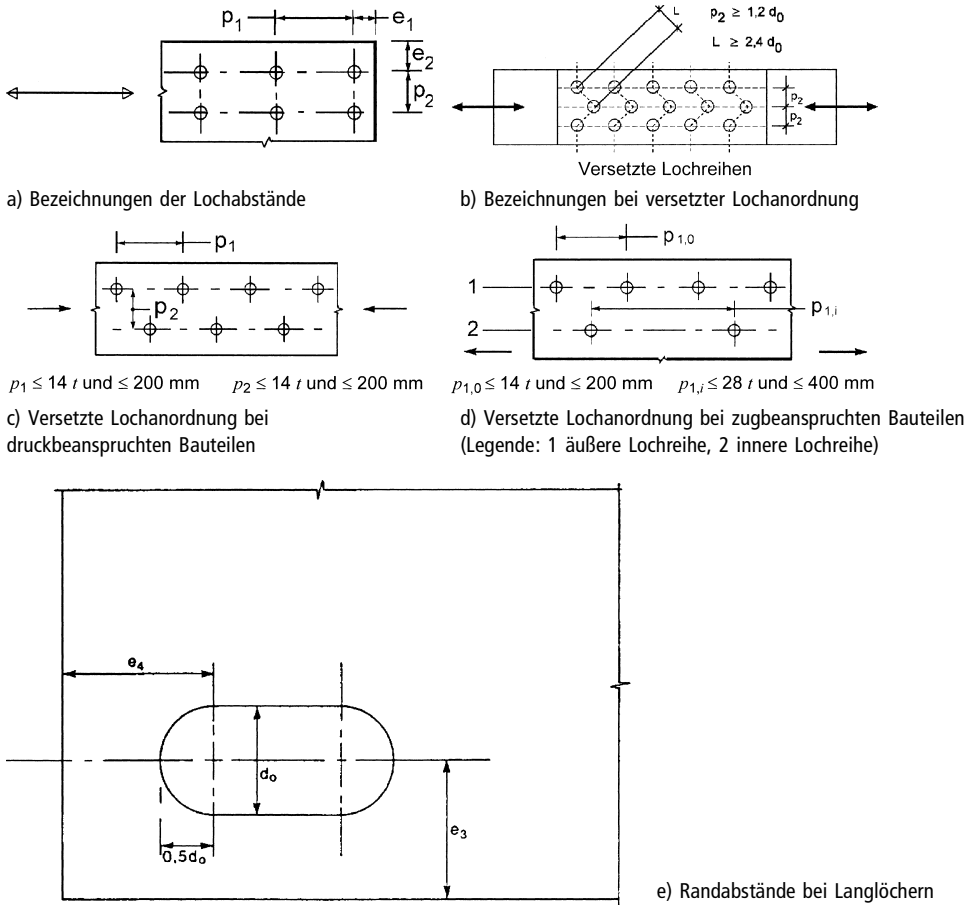 p₁ e₁
e₂
p₂
a) Bezeichnungen der Lochabstände
L p₂ ≥ 1,2 d₀
L ≥ 2,4 d₀
p₂
p₂
Versetzte Lochreihen
b) Bezeichnungen bei versetzter Lochanordnung
p₁
p₂
p₁ ≤ 14 t und ≤ 200 mm p₂ ≤ 14 t und ≤ 200 mm
c) Versetzte Lochanordnung bei
druckbeanspruchten Bauteilen
p₁,₀
1
p₁,ᵢ
2
p₁,₀ ≤ 14 t und ≤ 200 mm p₁,ᵢ ≤ 28 t und ≤ 400 mm
d) Versetzte Lochanordnung bei zugbeanspruchten Bauteilen
(Legende: 1 äußere Lochreihe, 2 innere Lochreihe)
e₄
d₀
e₃
0,5d₀
e) Randabstände bei Langlöchern